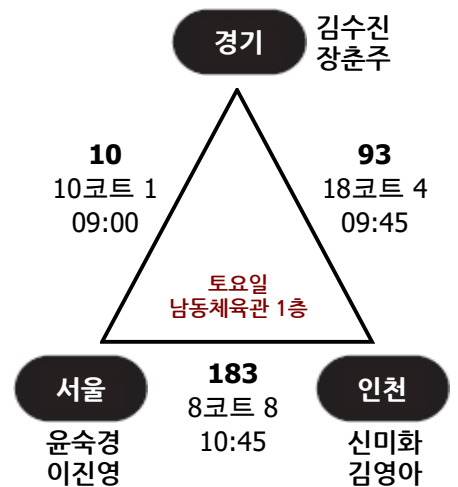 경기
김수진
장춘주
10
10코트 1
09:00
93
18코트 4
09:45
토요일
남동체육관 1층
서울
윤숙경
이진영
183
8코트 8
10:45
인천
신미화
김영아